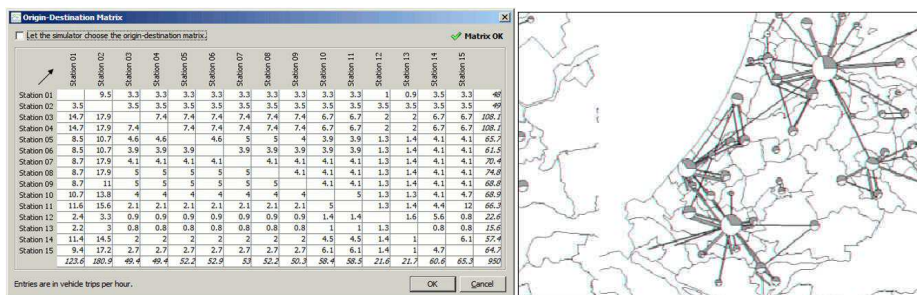 Origin-Destination Matrix
Let the simulator choose the origin-destination matrix.
Matrix OK
Station 01 Station 02 Station 03 Station 04 Station 05 Station 06 Station 07 Station 08 Station 09 Station 10 Station 11 Station 12 Station 13 Station 14 Station 15
Station 01 9.5 3.3 3.3 3.3 3.3 3.3 3.3 3.3 3.3 3.3 1 0.9 3.5 3.3 48
Station 02 3.5 3.5 3.5 3.5 3.5 3.5 3.5 3.5 3.5 3.5 3.5 3.5 3.5 3.5 49
Station 03 14.7 17.9 7.4 7.4 7.4 7.4 7.4 7.4 6.7 6.7 2 2 6.7 6.7 108.1
Station 04 14.7 17.9 7.4 7.4 7.4 7.4 7.4 7.4 6.7 6.7 2 2 6.7 6.7 108.1
Station 05 8.5 10.7 4.6 4.6 4.6 5 5 4 3.9 3.9 1.3 1.4 4.1 4.1 65.7
Station 06 8.5 10.7 3.9 3.9 3.9 3.9 3.9 3.9 3.9 3.9 1.3 1.4 4.1 4.1 61.5
Station 07 8.7 17.9 4.1 4.1 4.1 4.1 4.1 4.1 4.1 4.1 1.3 1.4 4.1 4.1 70.4
Station 08 8.7 17.9 5 5 5 5 5 4.1 4.1 4.1 1.3 1.4 4.1 4.1 74.8
Station 09 8.7 11 5 5 5 5 5 5 4.1 4.1 1.3 1.4 4.1 4.1 68.8
Station 10 10.7 13.8 4 4 4 4 4 4 4 5 1.3 1.3 4.1 4.7 68.9
Station 11 11.6 15.6 2.1 2.1 2.1 2.1 2.1 2.1 2.1 5 1.3 1.4 4.4 12 66.3
Station 12 2.4 3.3 0.9 0.9 0.9 0.9 0.9 0.9 0.9 1.4 1.4 1.6 5.6 0.8 22.6
Station 13 2.2 3 0.8 0.8 0.8 0.8 0.8 0.8 0.8 1 1 1.3 0.8 0.8 15.6
Station 14 11.4 14.5 2 2 2 2 2 2 2 4.5 4.5 1.4 1 6.1 57.4
Station 15 9.4 17.2 2.7 2.7 2.7 2.7 2.7 2.7 2.7 6.1 6.1 1.4 1 4.7 64.7
123.6 180.9 49.4 49.4 52.2 52.9 53 52.2 50.3 58.4 58.5 21.6 21.7 60.6 65.3 950
Entries are in vehicle trips per hour.
OK
Cancel